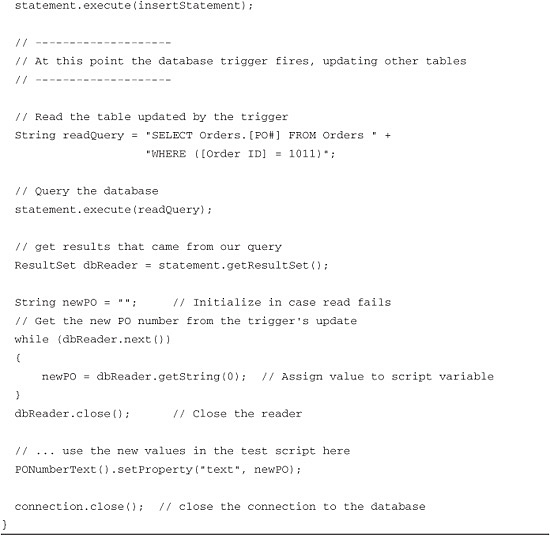 statement.execute(insertStatement);
// --------------------
// At this point the database trigger fires, updating other tables
// --------------------
// Read the table updated by the trigger
String readQuery = "SELECT Orders.[PO#] FROM Orders " +
"WHERE ([Order ID] = 1011)";
// Query the database
statement.execute(readQuery);
// get results that came from our query
ResultSet dbReader = statement.getResultSet();
String newPO = "";     // Initialize in case read fails
// Get the new PO number from the trigger's update
while (dbReader.next())
{
newPO = dbReader.getString(0);  // Assign value to script variable
}
dbReader.close();      // Close the reader
// ... use the new values in the test script here
PONumberText().setProperty("text", newPO);
connection.close();  // close the connection to the database
}